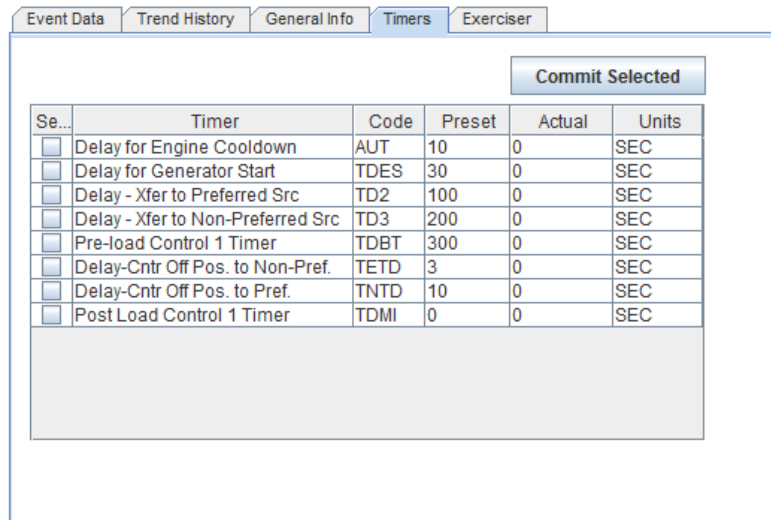 Event Data Trend History General Info Timers Exerciser
Commit Selected
Se... Timer Code Preset Actual Units
Delay for Engine Cooldown AUT 10 0 SEC
Delay for Generator Start TDES 30 0 SEC
Delay - Xfer to Preferred Src TD2 100 0 SEC
Delay - Xfer to Non-Preferred Src TD3 200 0 SEC
Pre-load Control 1 Timer TDBT 300 0 SEC
Delay-Cntr Off Pos. to Non-Pref. TETD 3 0 SEC
Delay-Cntr Off Pos. to Pref. TNTD 10 0 SEC
Post Load Control 1 Timer TDMI 0 0 SEC